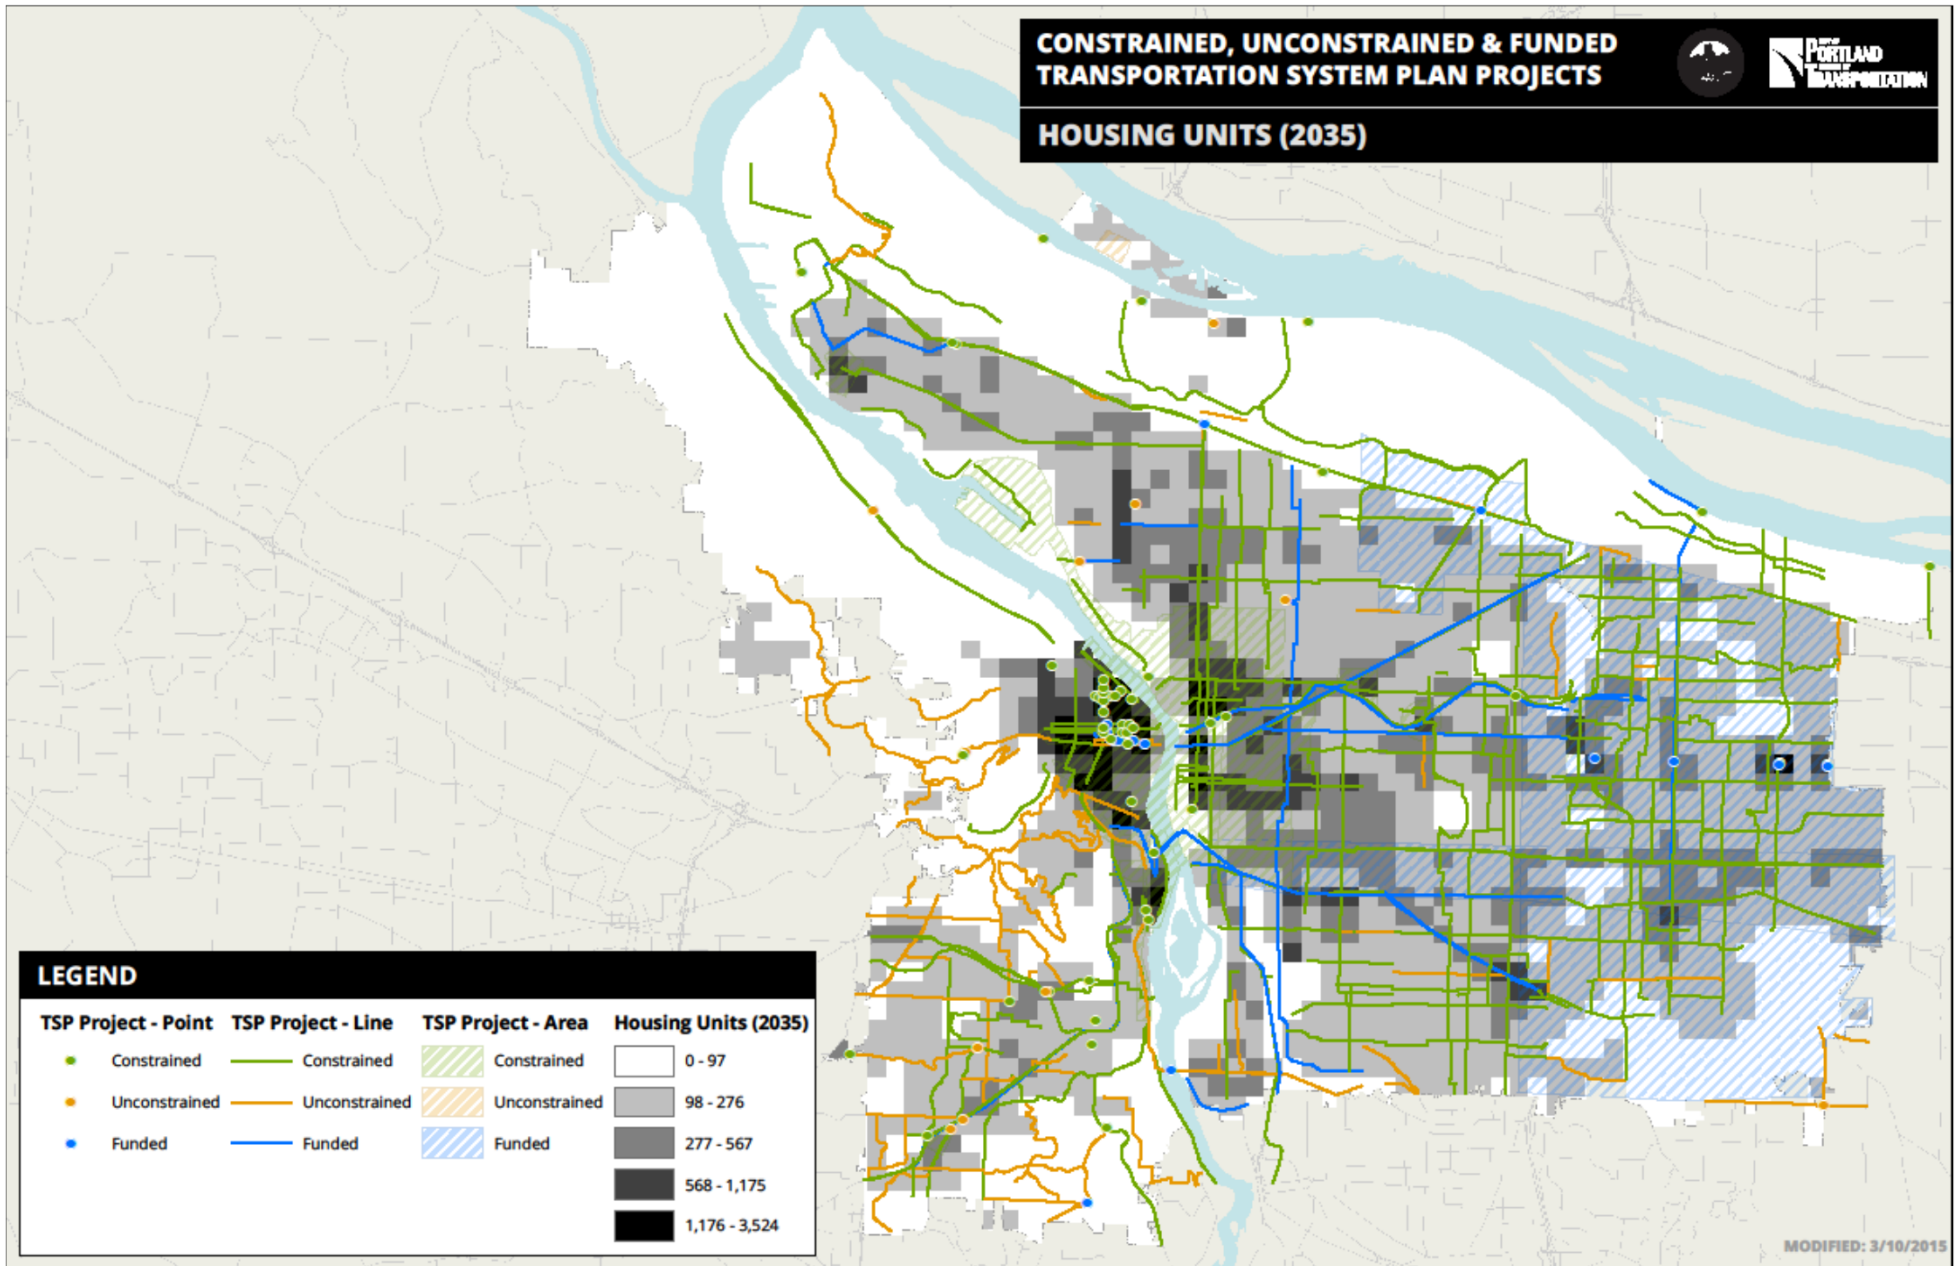 CONSTRAINED, UNCONSTRAINED & FUNDED
TRANSPORTATION SYSTEM PLAN PROJECTS
PORTLAND
TRANSPORTATION
HOUSING UNITS (2035)
LEGEND
TSP Project - Point TSP Project - Line TSP Project - Area Housing Units (2035)
Constrained Constrained Constrained 0 - 97
Unconstrained Unconstrained Unconstrained 98 - 276
Funded Funded Funded 277 - 567
568 - 1,175
1,176 - 3,524
MODIFIED: 3/10/2015